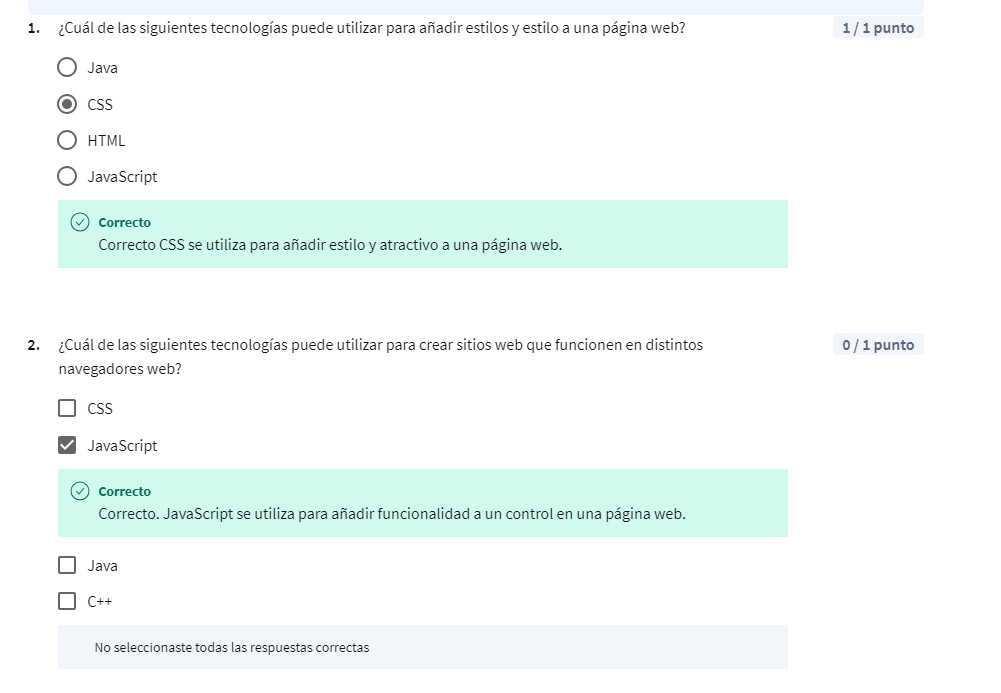 1. ¿Cuál de las siguientes tecnologías puede utilizar para añadir estilos y estilo a una página web? 1 / 1 punto
Java
CSS
HTML
JavaScript
Correcto
Correcto CSS se utiliza para añadir estilo y atractivo a una página web.
2. ¿Cuál de las siguientes tecnologías puede utilizar para crear sitios web que funcionen en distintos 0 / 1 punto
navegadores web?
CSS
JavaScript
Correcto
Correcto. JavaScript se utiliza para añadir funcionalidad a un control en una página web.
Java
C++
No seleccionaste todas las respuestas correctas